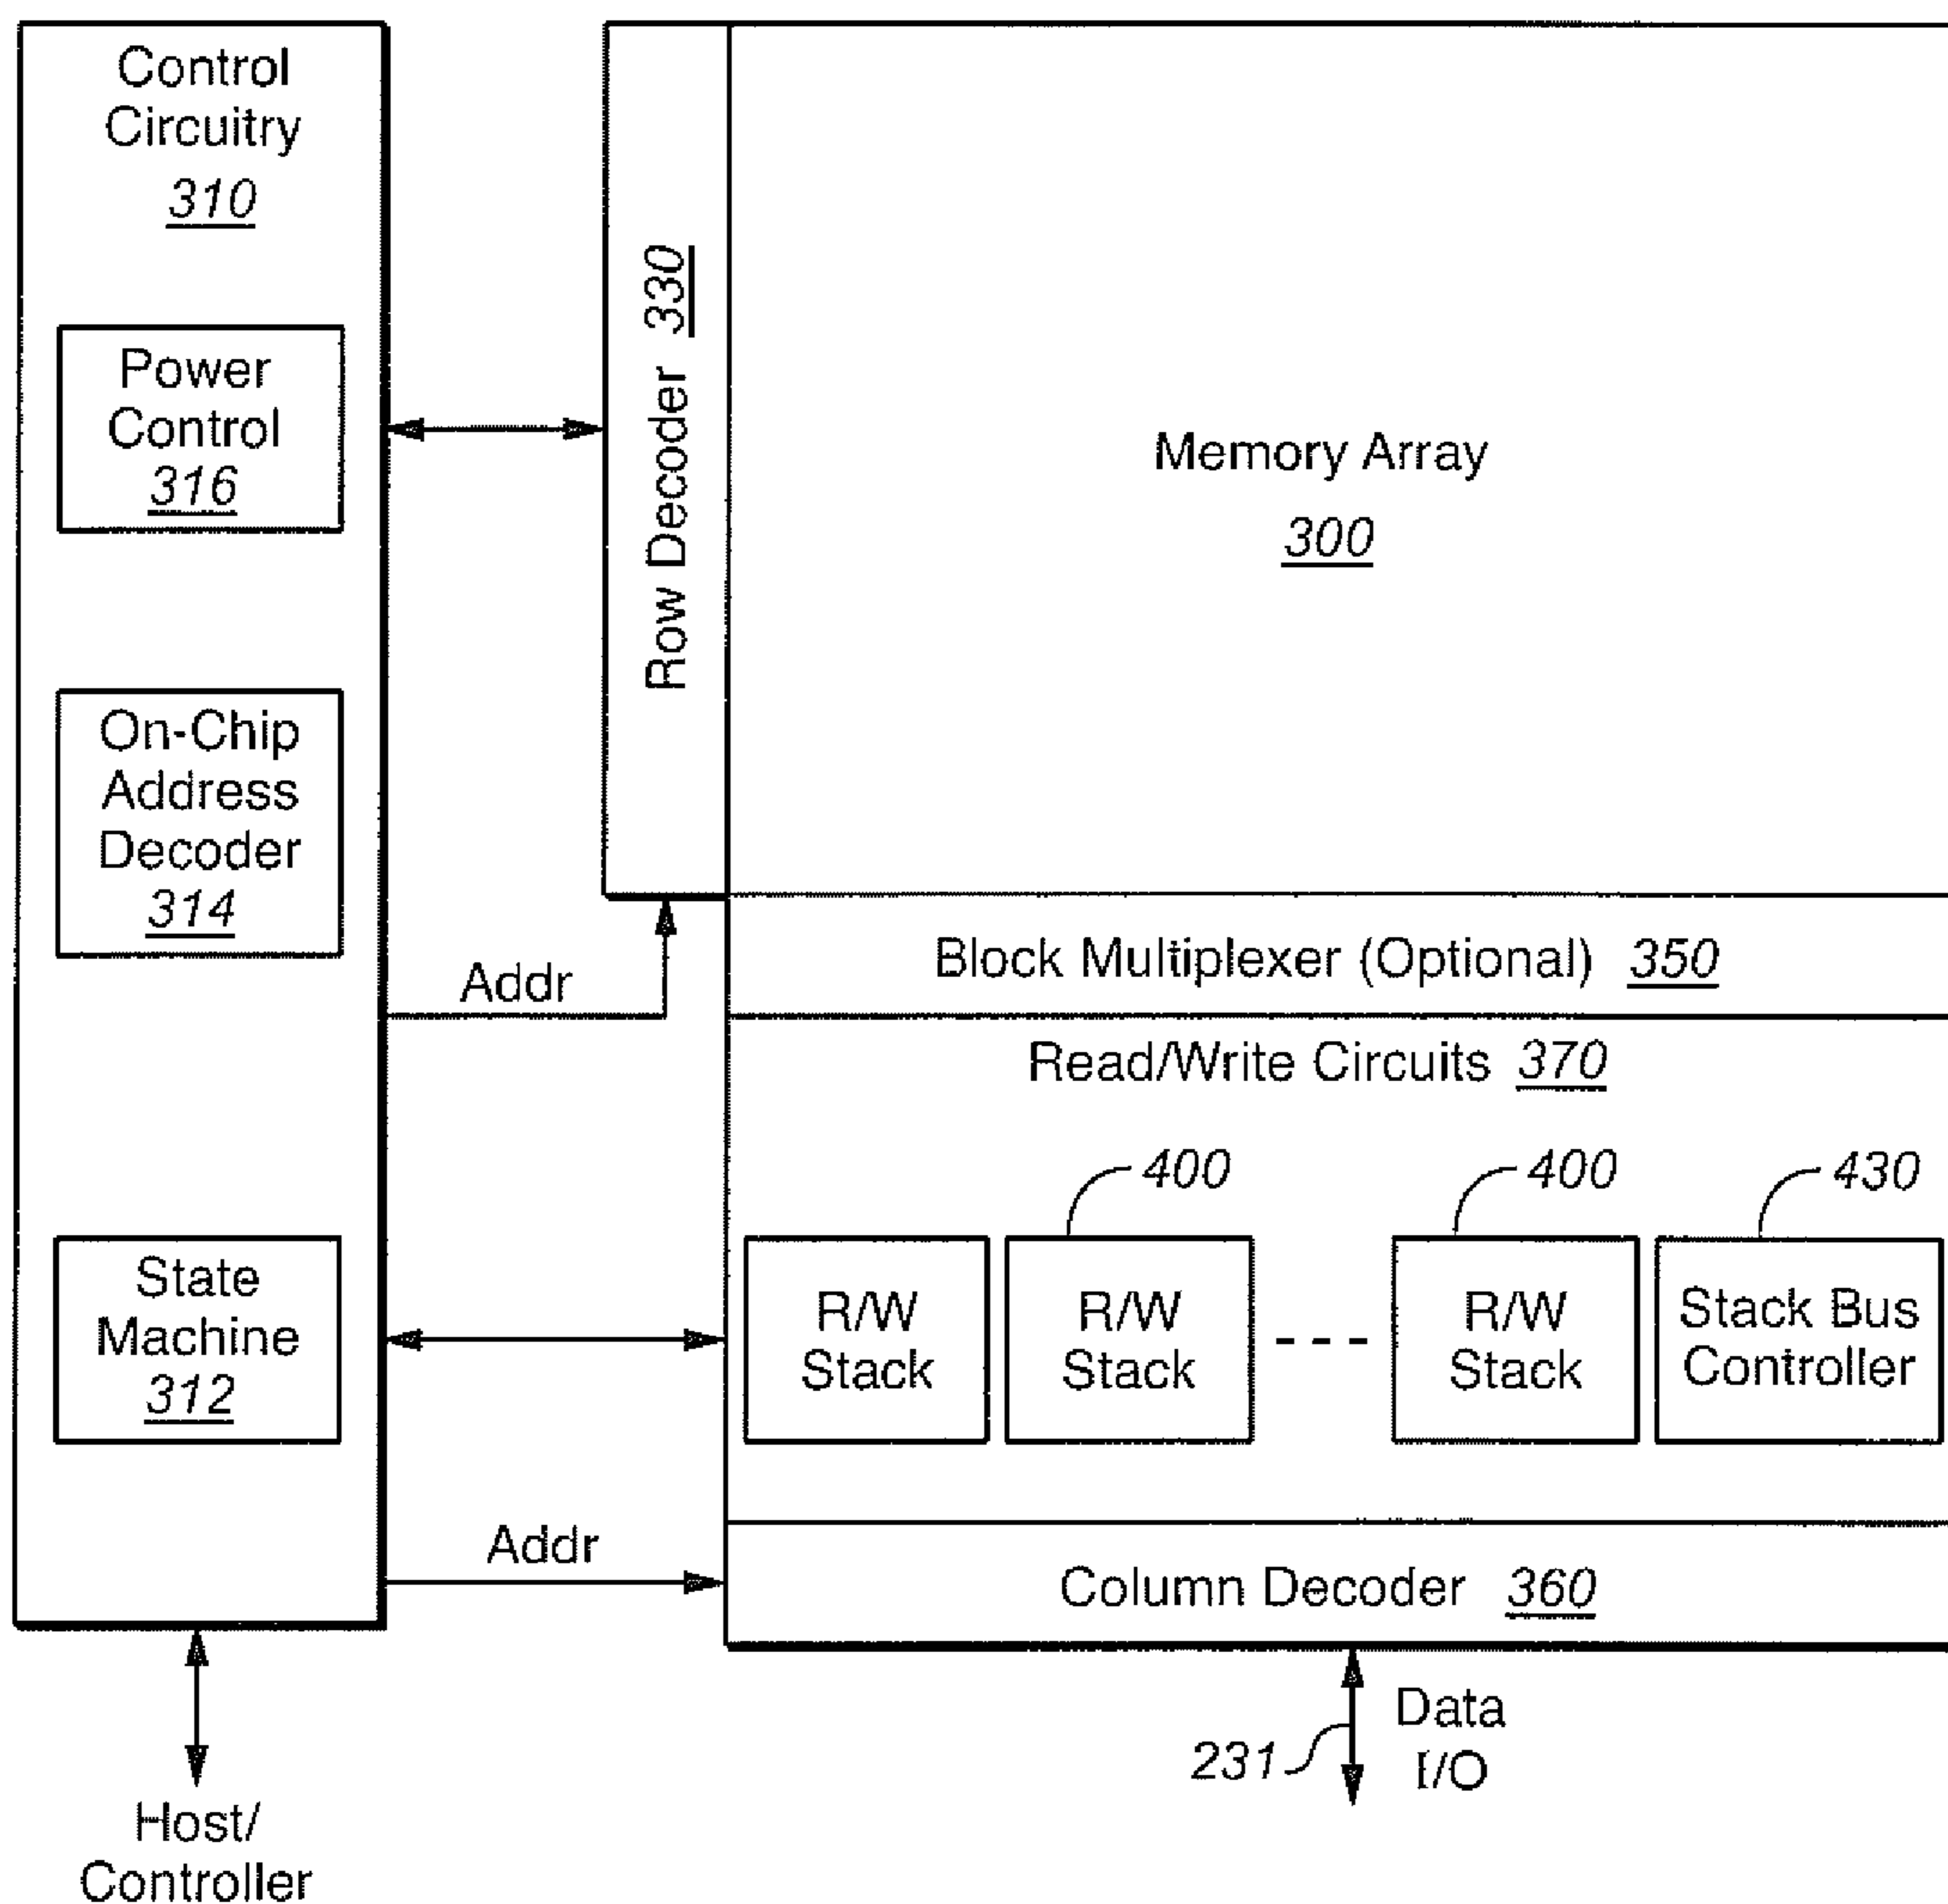 Control
Circuitry
310
Power
Control
316
On-Chip
Address
Decoder
314
State
Machine
312
Host/
Controller
Addr
Addr
Row Decoder 330
Memory Array
300
Block Multiplexer (Optional) 350
Read/Write Circuits 370
400
400
430
R/W
Stack
R/W
Stack
---
R/W
Stack
Stack Bus
Controller
Column Decoder 360
231
Data
I/O